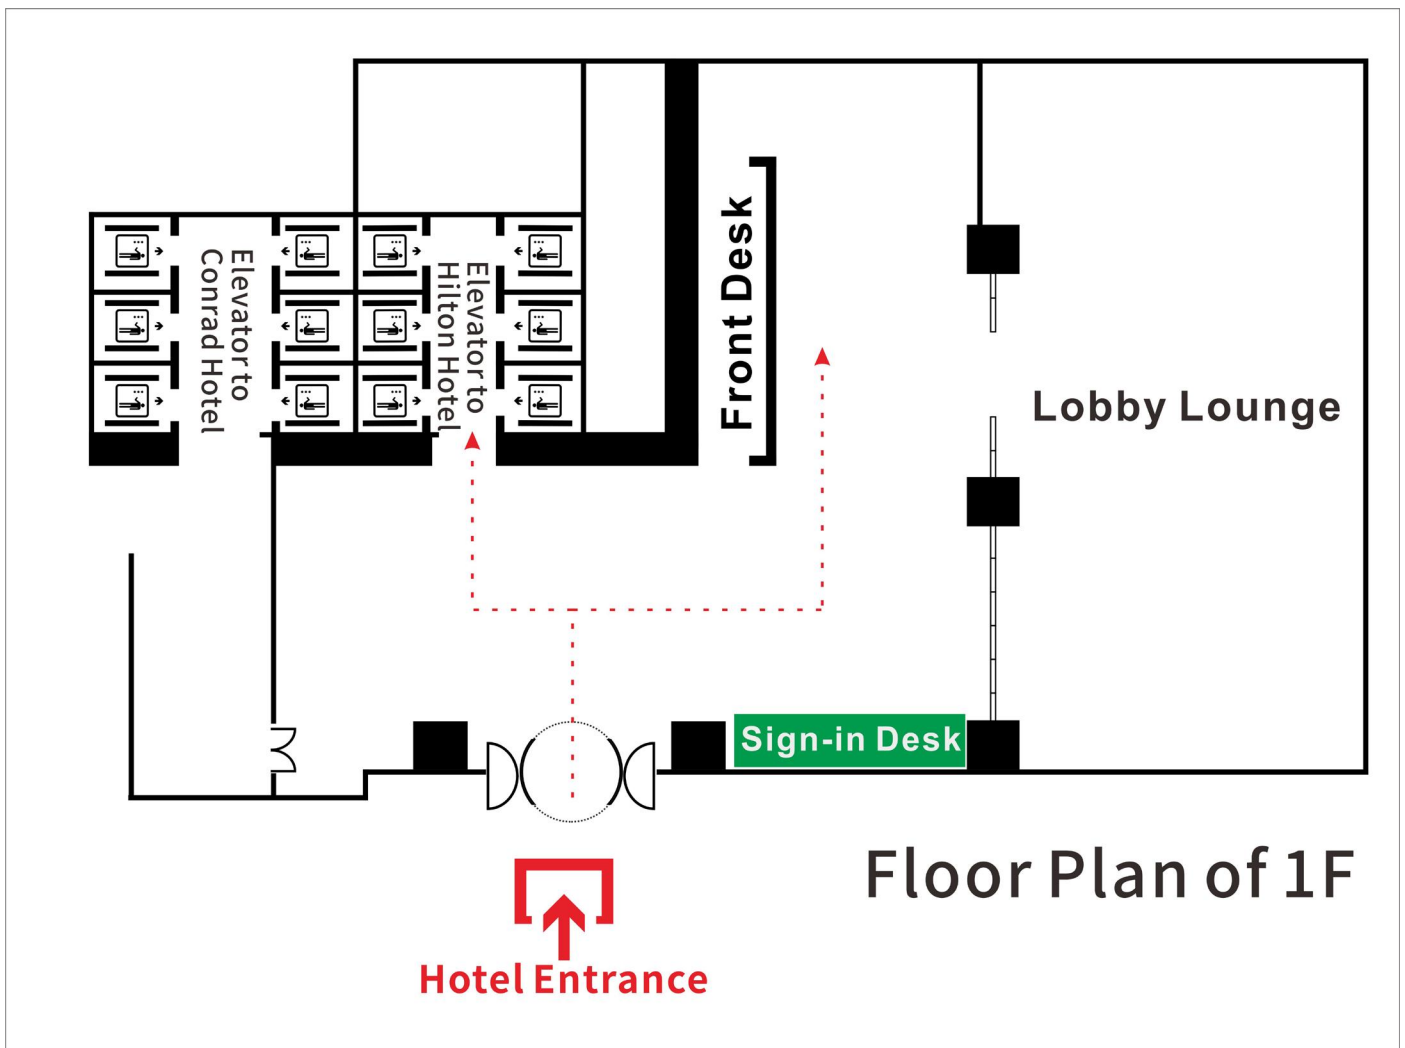 Elevator to
Conrad Hotel
Elevator to
Hilton Hotel
Front Desk
Lobby Lounge
Sign-in Desk
Floor Plan of 1F
Hotel Entrance